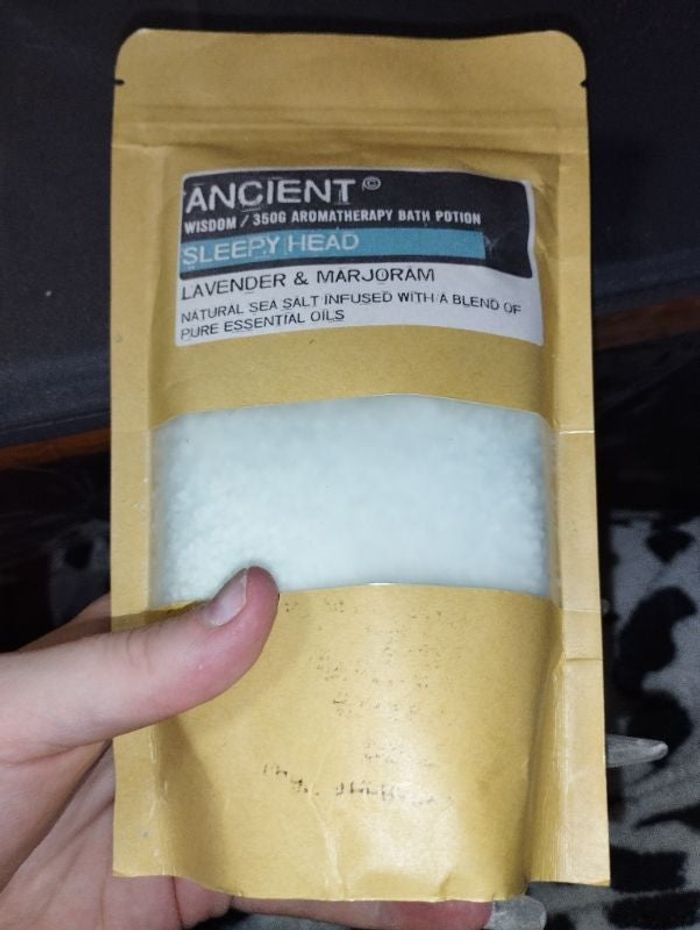 ANCIENT©
WISDOM / 350G AROMATHERAPY BATH POTION
SLEEPY HEAD
LAVENDER & MARJORAM
NATURAL SEA SALT INFUSED WITH A BLEND OF
PURE ESSENTIAL OILS